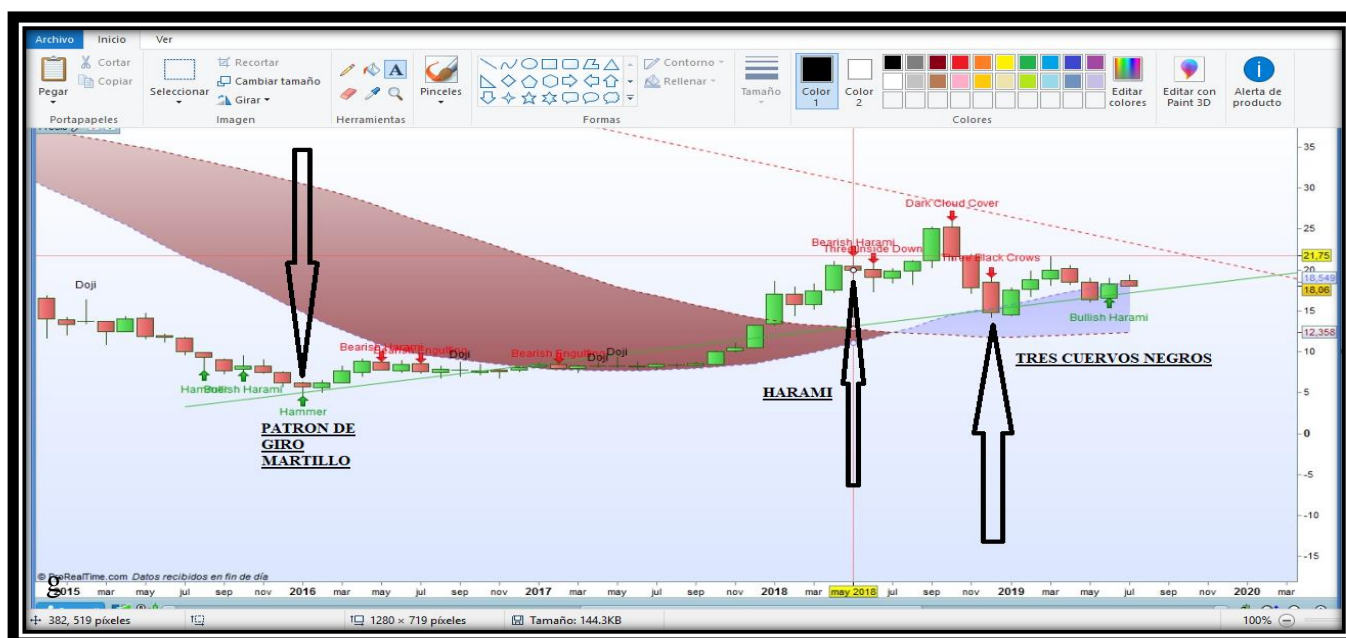 Archivo Inicio Ver
Pegar
Cortar
Copiar
Portapapeles
Seleccionar
Recortar
Cambiar tamaño
Girar
Imagen
A
Herramientas
Pinceles
Contorno
Rellenar
Formas
Tamaño
Color 1
Color 2
Editar colores
Colores
Editar con Paint 3D
Alerta de producto
35
30
25
21,75
20
18,549
18,06
15
12,358
10
5
0
-5
-10
-15
Doji
Hammer
Bullish Harami
Hammer
PATRON DE
GIRO
MARTILLO
Bearish Harami
Doji
Bearish Engulfing
Doji
Doji
HARAMI
Bearish Harami
Three Inside Down
Dark Cloud Cover
Three Black Crows
Bullish Harami
TRES CUERVOS NEGROS
© ProRealTime.com Datos recibidos en fin de día
g
2015 mar may jul sep nov 2016 mar may jul sep nov 2017 mar may jul sep nov 2018 mar may 2018 jul sep nov 2019 mar may jul sep nov 2020 mar
382, 519 píxeles
1280 × 719 píxeles
Tamaño: 144.3KB
100%